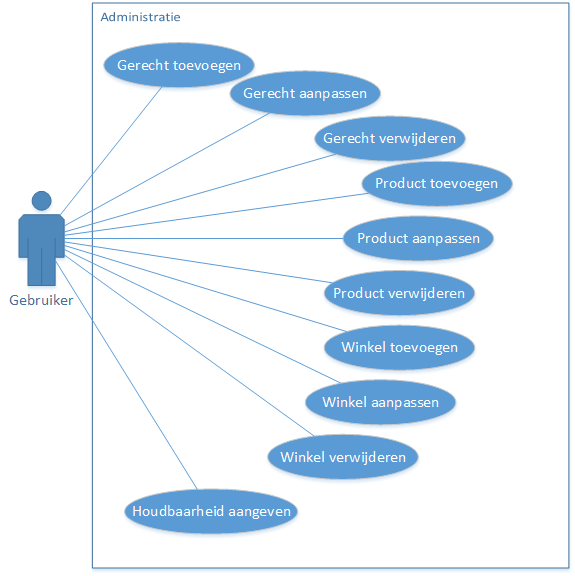 Administratie
Gerecht toevoegen
Gerecht aanpassen
Gerecht verwijderen
Product toevoegen
Product aanpassen
Product verwijderen
Gebruiker
Winkel toevoegen
Winkel aanpassen
Winkel verwijderen
Houdbaarheid aangeven